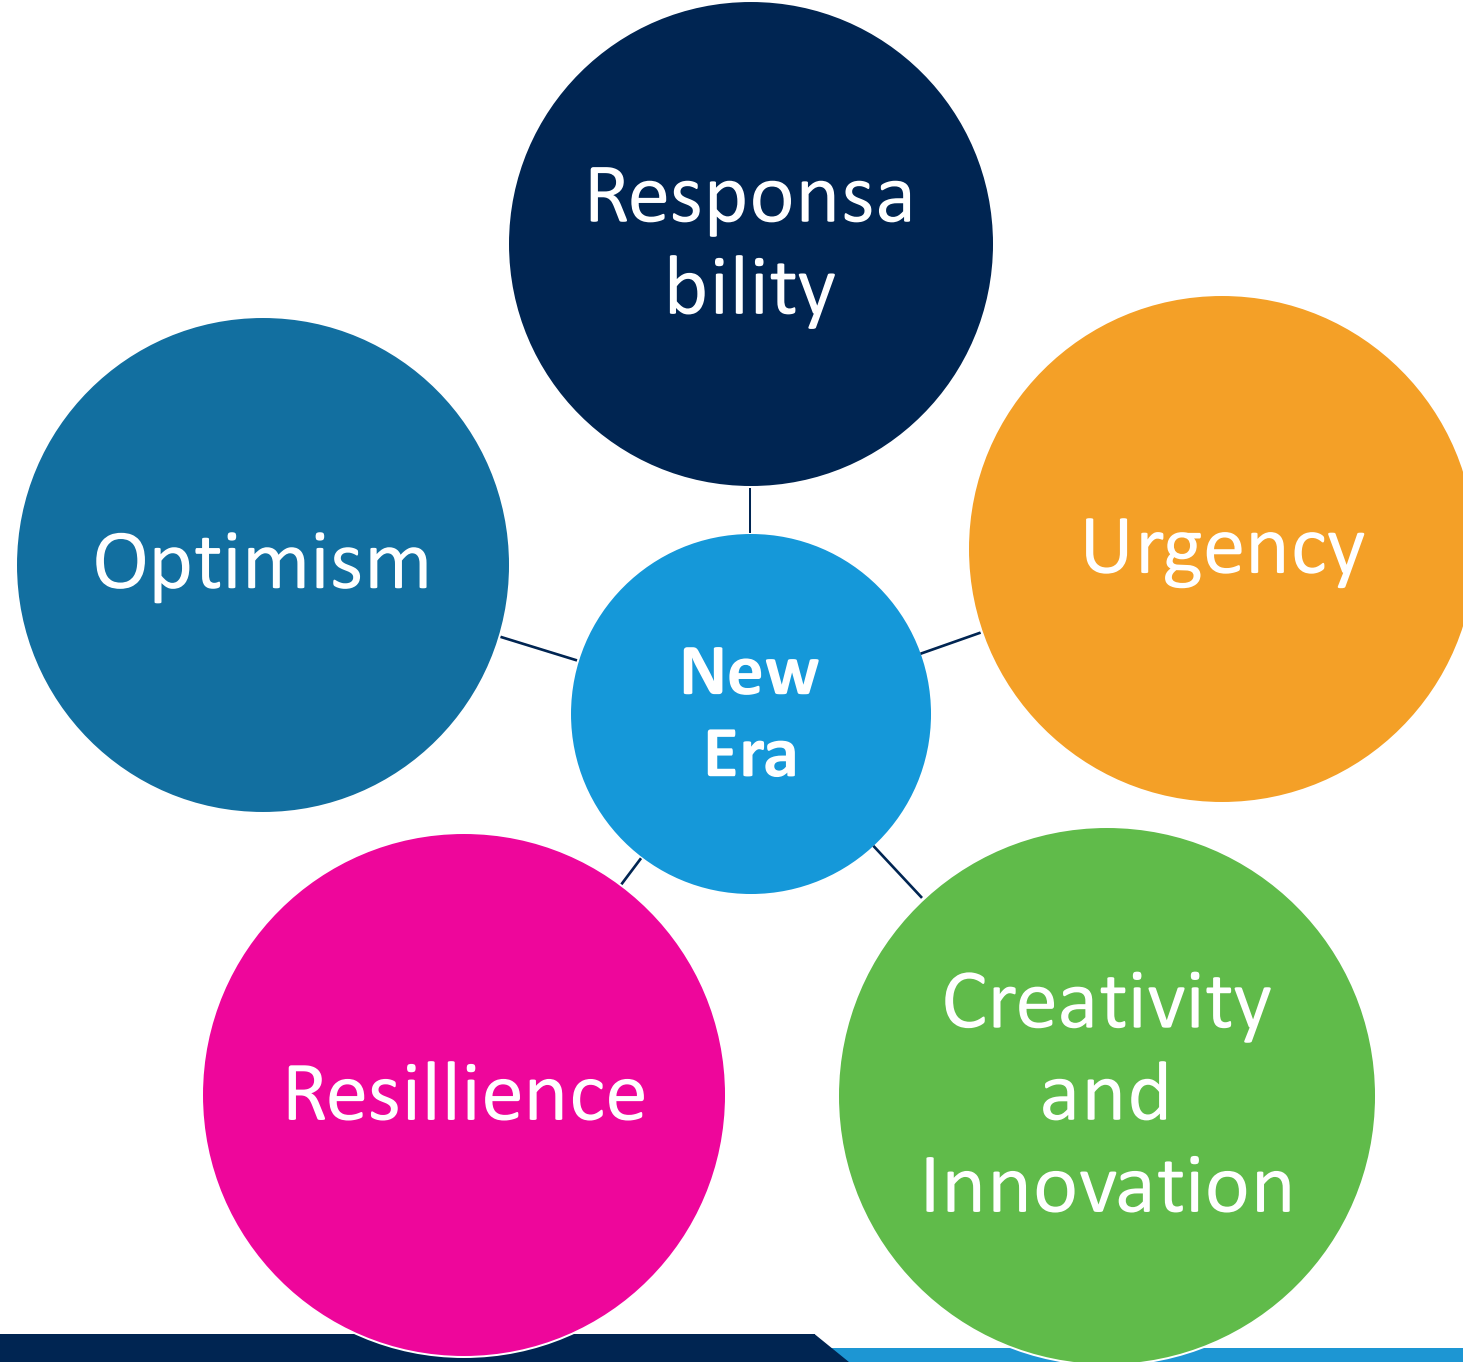 Responsa
bility
Urgency
Optimism
New
Era
Creativity
and
Innovation
Resillience